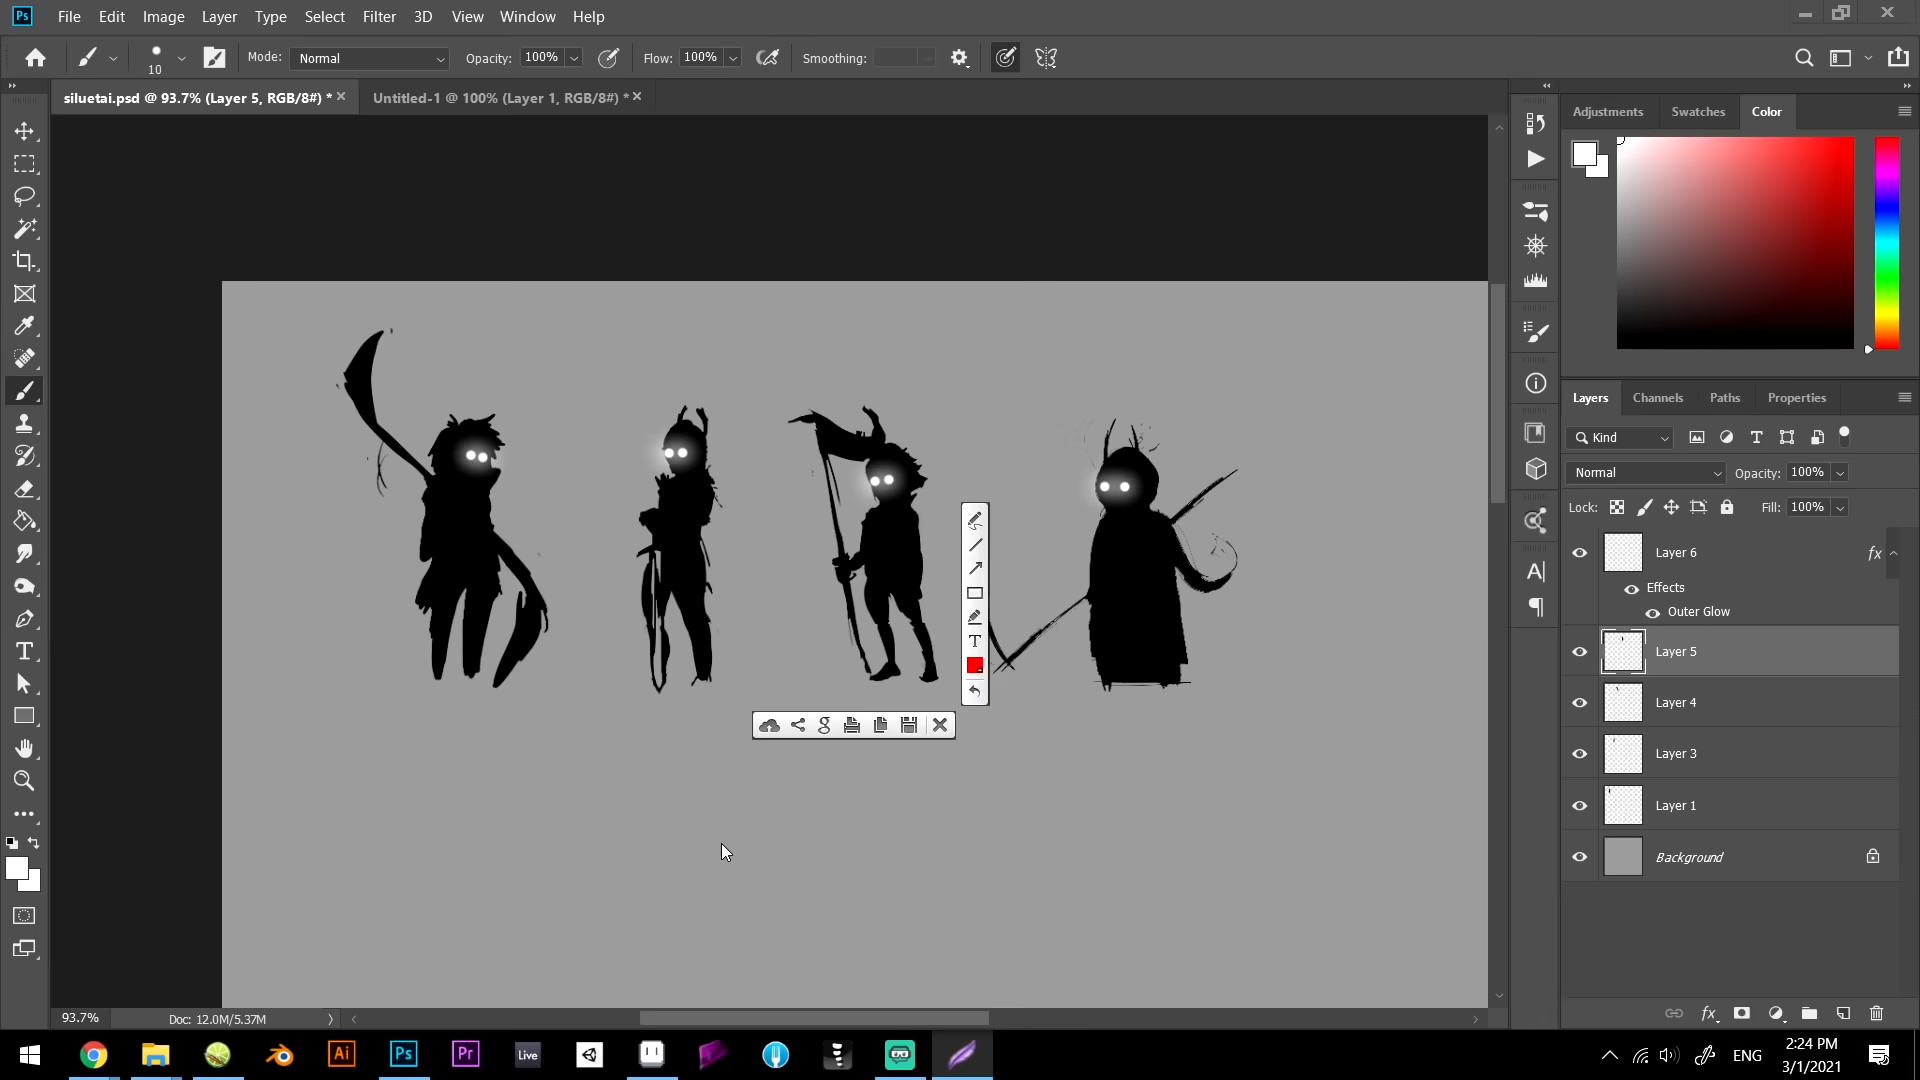 Ps File Edit Image Layer Type Select Filter 3D View Window Help
10 Mode: Normal Opacity: 100% Flow: 100% Smoothing:
siluetai.psd @ 93.7% (Layer 5, RGB/8#) * Untitled-1 @ 100% (Layer 1, RGB/8#) *
Adjustments Swatches Color
Layers Channels Paths Properties
Kind
Normal Opacity: 100%
Lock: Fill: 100%
Layer 6 fx
Effects
Outer Glow
Layer 5
Layer 4
Layer 3
Layer 1
Background
T
g
93.7% Doc: 12.0M/5.37M
fx
Ai Ps Pr Live
ENG
2:24 PM
3/1/2021